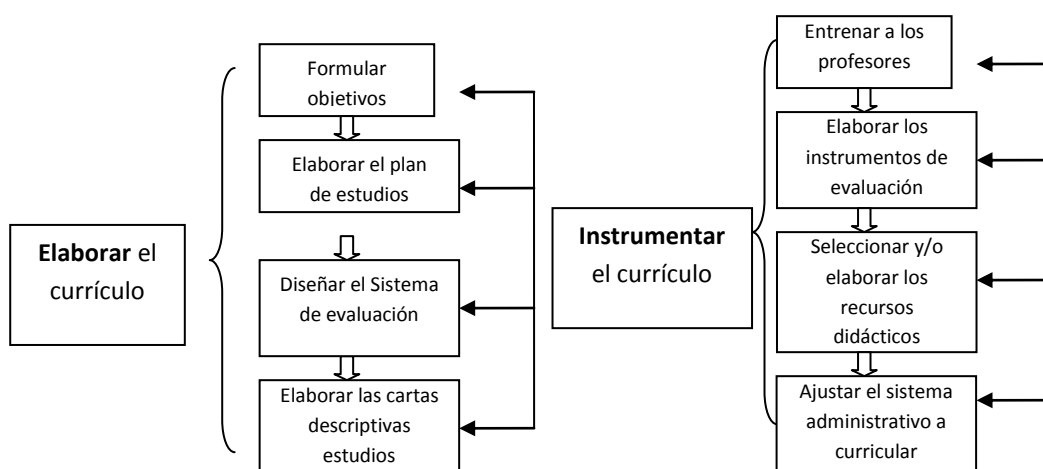 Elaborar el
currículo
Formular
objetivos
Elaborar el plan
de estudios
Diseñar el Sistema
de evaluación
Elaborar las cartas
descriptivas
estudios
Instrumentar
el currículo
Entrenar a los
profesores
Elaborar los
instrumentos de
evaluación
Seleccionar y/o
elaborar los
recursos
didácticos
Ajustar el sistema
administrativo a
curricular